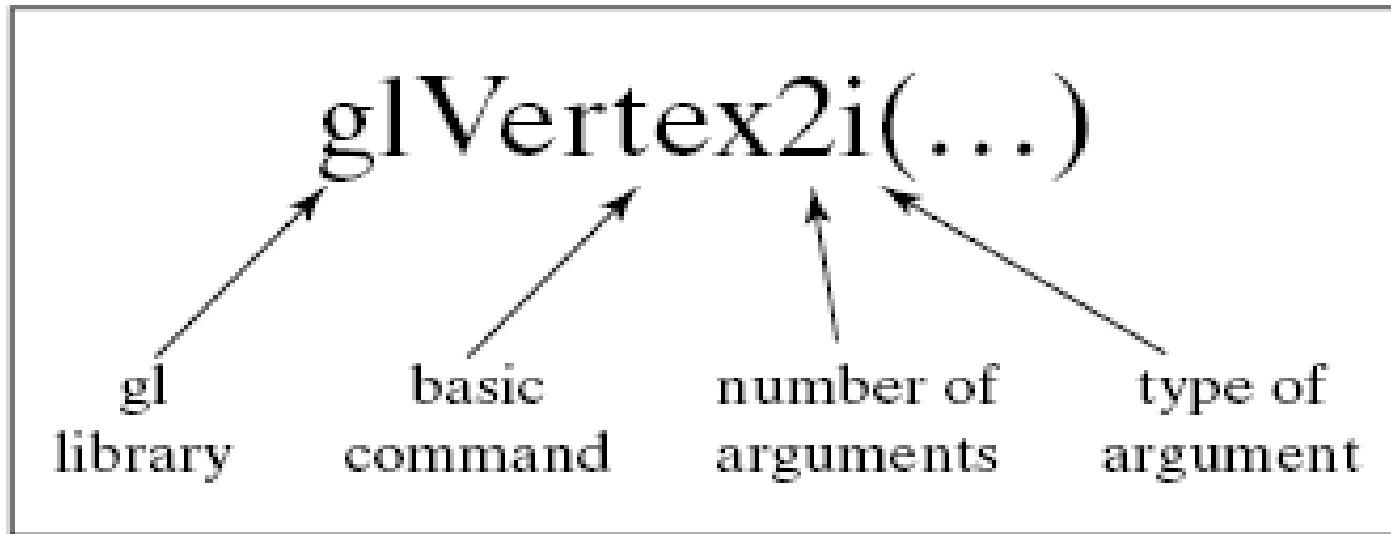 glVertex2i(...)
gl basic number of type of
library command arguments argument